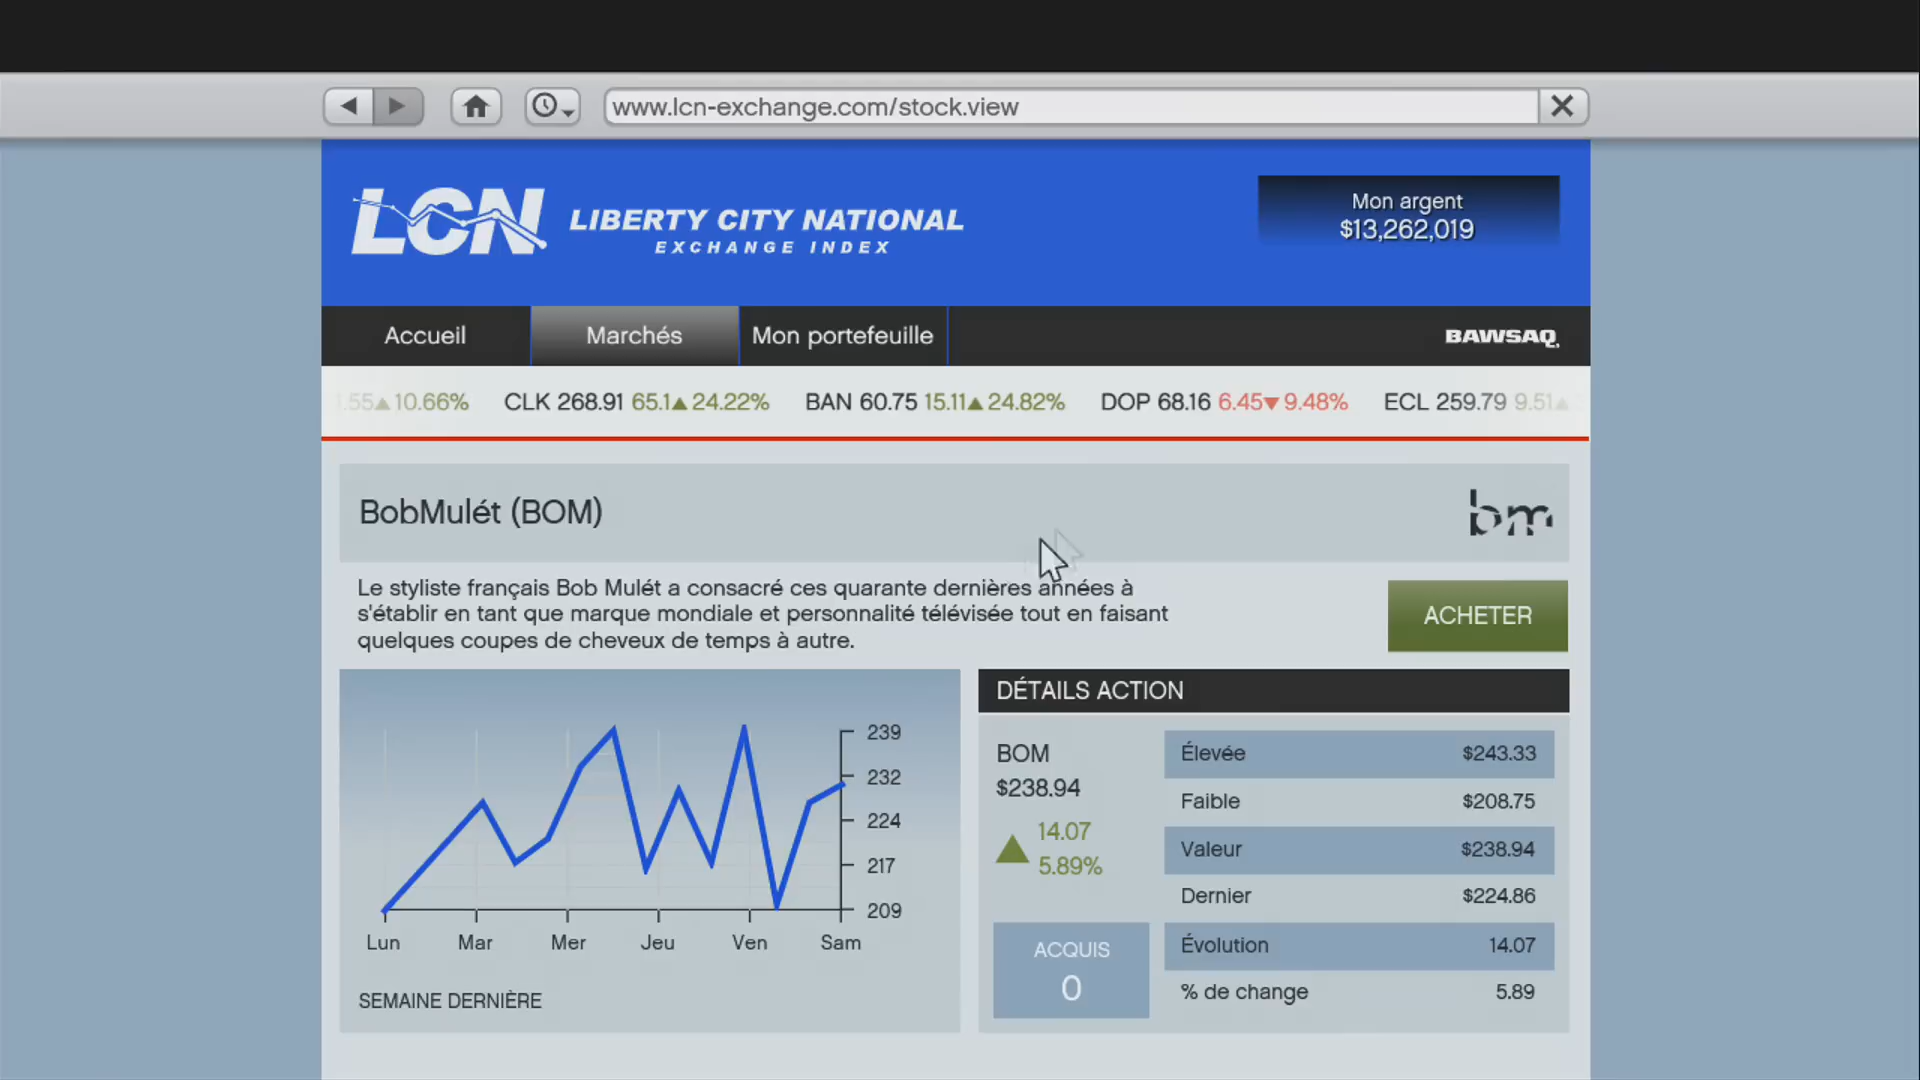 www.lcn-exchange.com/stock.view
LCN
LIBERTY CITY NATIONAL
EXCHANGE INDEX
Mon argent
$13,262,019
Accueil
Marchés
Mon portefeuille
BAWSAQ
.55▲10.66% CLK 268.91 65.1▲24.22% BAN 60.75 15.11▲24.82% DOP 68.16 6.45▼9.48% ECL 259.79 9.51▲
BobMulét (BOM)
bm
Le styliste français Bob Mulét a consacré ces quarante dernières années à
s'établir en tant que marque mondiale et personnalité télévisée tout en faisant
quelques coupes de cheveux de temps à autre.
ACHETER
239
232
224
217
209
Lun Mar Mer Jeu Ven Sam
SEMAINE DERNIÈRE
DÉTAILS ACTION
BOM
$238.94
14.07
5.89%
ACQUIS
0
Élevée $243.33
Faible $208.75
Valeur $238.94
Dernier $224.86
Évolution 14.07
% de change 5.89